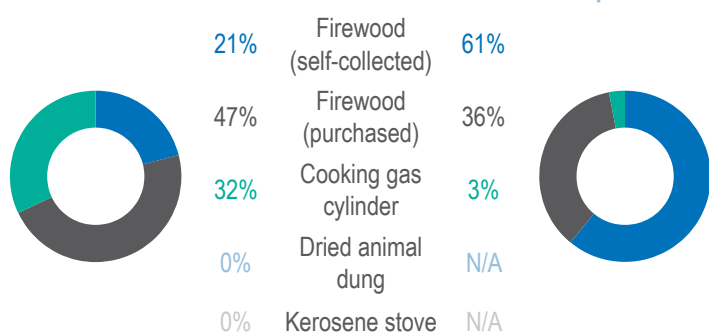 21% Firewood (self-collected) 61%
47% Firewood (purchased) 36%
32% Cooking gas cylinder 3%
0% Dried animal dung N/A
0% Kerosene stove N/A